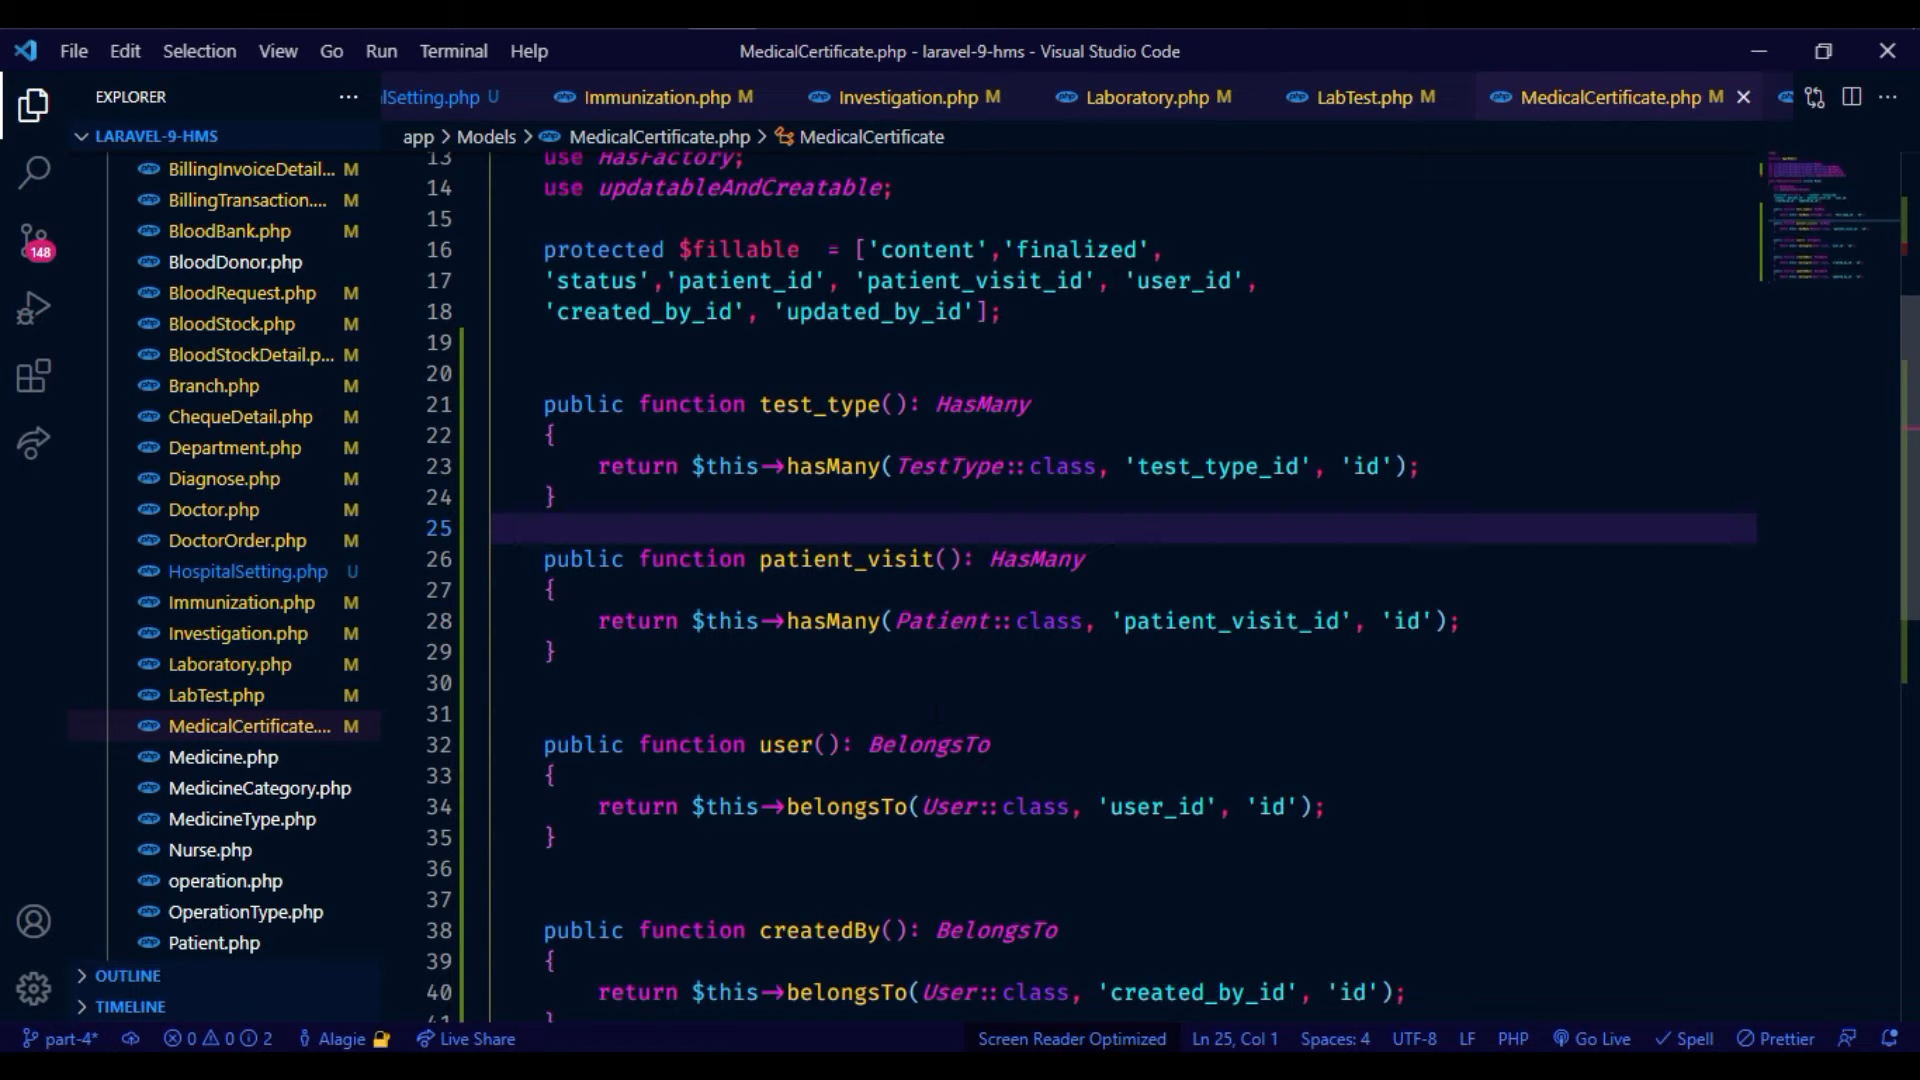 File Edit Selection View Go Run Terminal Help
MedicalCertificate.php - laravel-9-hms - Visual Studio Code
EXPLORER
lSetting.php U
Immunization.php M
Investigation.php M
Laboratory.php M
LabTest.php M
MedicalCertificate.php M
LARAVEL-9-HMS
app > Models > MedicalCertificate.php > MedicalCertificate
BillingInvoiceDetail... M
BillingTransaction.... M
BloodBank.php M
BloodDonor.php
BloodRequest.php M
BloodStock.php M
BloodStockDetail.p... M
Branch.php M
ChequeDetail.php M
Department.php M
Diagnose.php M
Doctor.php M
DoctorOrder.php M
HospitalSetting.php U
Immunization.php M
Investigation.php M
Laboratory.php M
LabTest.php M
MedicalCertificate.... M
Medicine.php
MedicineCategory.php
MedicineType.php
Nurse.php
operation.php
OperationType.php
Patient.php
OUTLINE
TIMELINE
148
13 use HasFactory;
14 use updatableAndCreatable;
15
16 protected $fillable = ['content','finalized',
17 'status','patient_id', 'patient_visit_id', 'user_id',
18 'created_by_id', 'updated_by_id'];
19
20
21 public function test_type(): HasMany
22 {
23 return $this->hasMany(TestType::class, 'test_type_id', 'id');
24 }
25
26 public function patient_visit(): HasMany
27 {
28 return $this->hasMany(Patient::class, 'patient_visit_id', 'id');
29 }
30
31
32 public function user(): BelongsTo
33 {
34 return $this->belongsTo(User::class, 'user_id', 'id');
35 }
36
37
38 public function createdBy(): BelongsTo
39 {
40 return $this->belongsTo(User::class, 'created_by_id', 'id');
41 }
part-4* 0 0 2 Alagie Live Share Screen Reader Optimized Ln 25, Col 1 Spaces: 4 UTF-8 LF PHP Go Live Spell Prettier